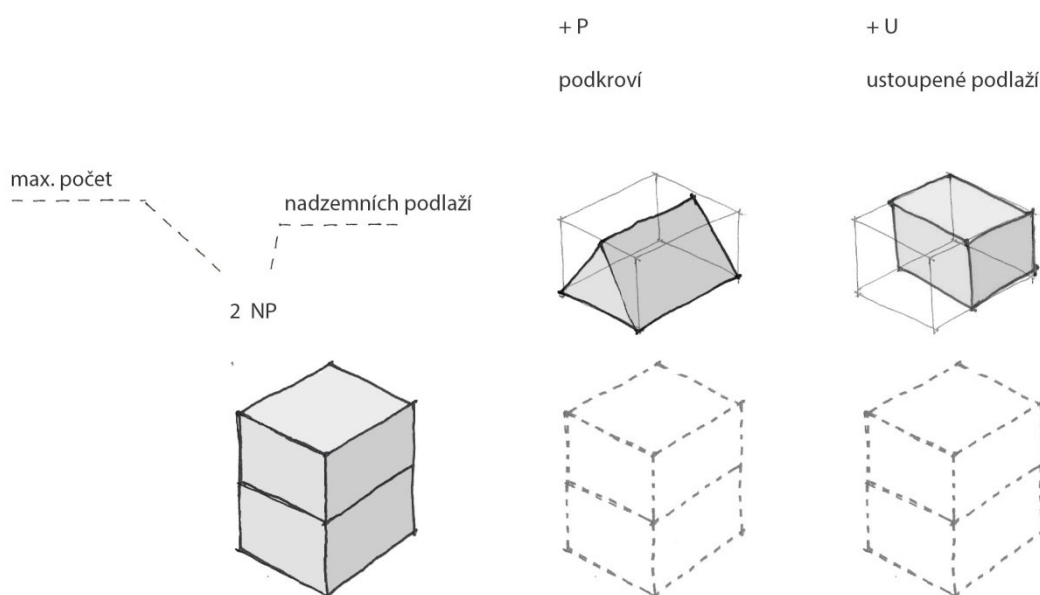 + P
+ U
podkroví
ustoupené podlaží
max. počet
nadzemních podlaží
2 NP